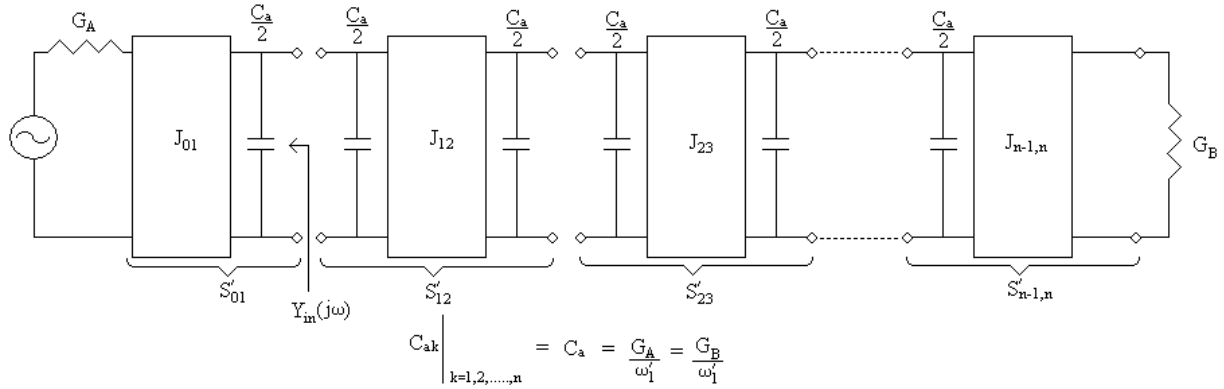 G_A
C_a/2 C_a/2 C_a/2 C_a/2 C_a/2 C_a/2
J_01 J_12 J_23 J_n-1,n
G_B
S'_01 S'_12 S'_23 S'_n-1,n
Y_in(jω)
C_ak|_k=1,2,.....,n = C_a = G_A/ω'_1 = G_B/ω'_1